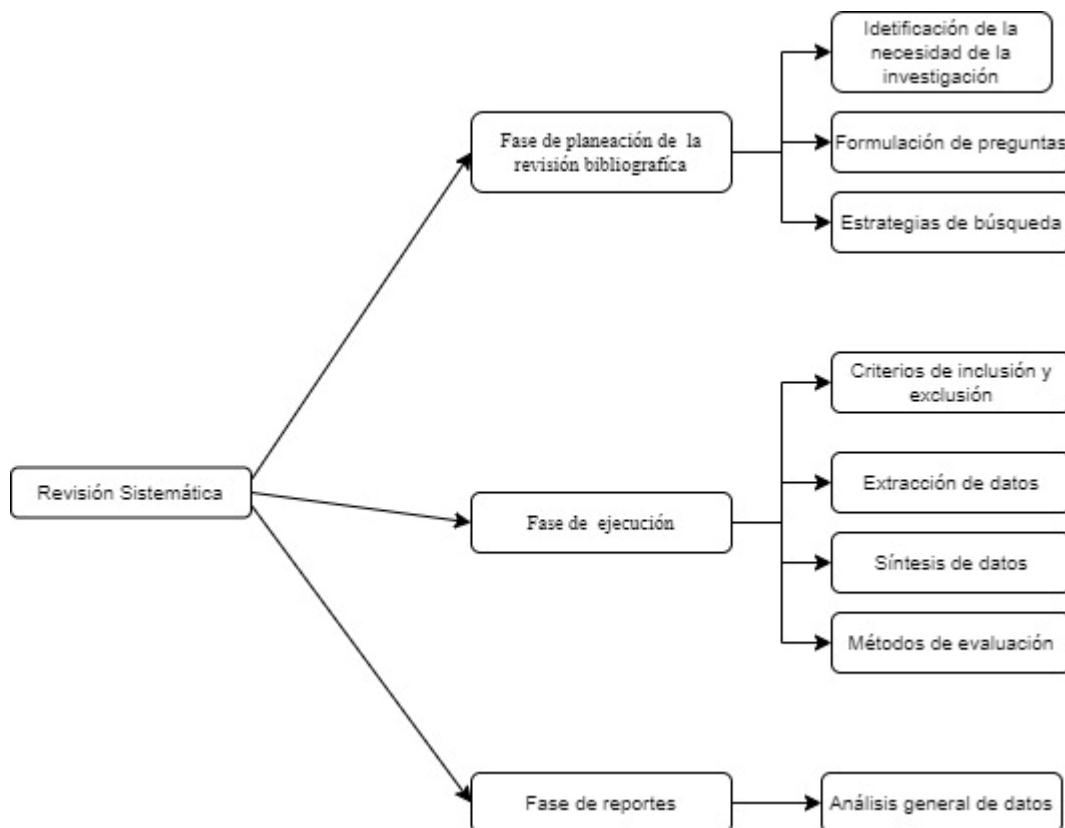 Idetificación de la
necesidad de la
investigación
Fase de planeación de la
revisión bibliografíca
Formulación de preguntas
Estrategias de búsqueda
Criterios de inclusión y
exclusión
Revisión Sistemática
Extracción de datos
Fase de ejecución
Síntesis de datos
Métodos de evaluación
Fase de reportes
Análisis general de datos